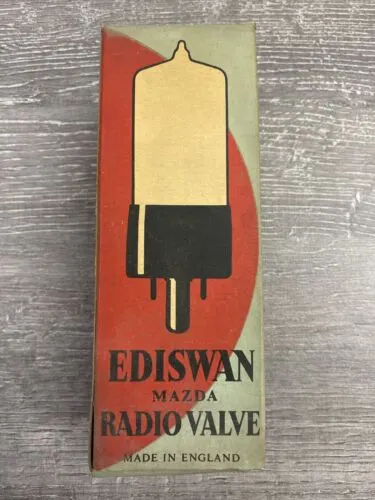 EDISWAN
MAZDA
RADIO VALVE
MADE IN ENGLAND